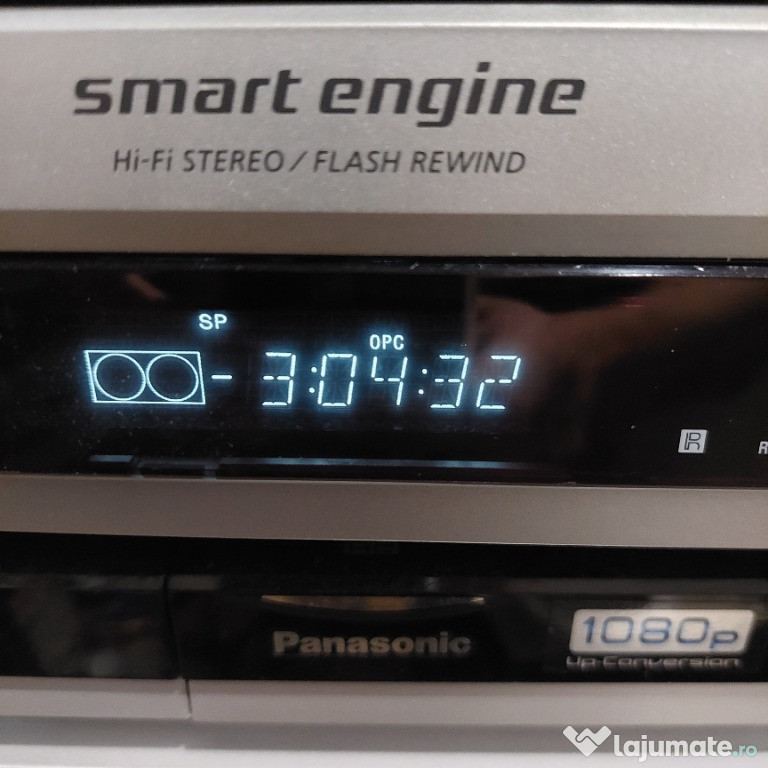 smart engine
Hi-Fi STEREO / FLASH REWIND
SP
OPC
-3:04:32
R
Panasonic
1080p
Up-Conversion
lajumate.ro